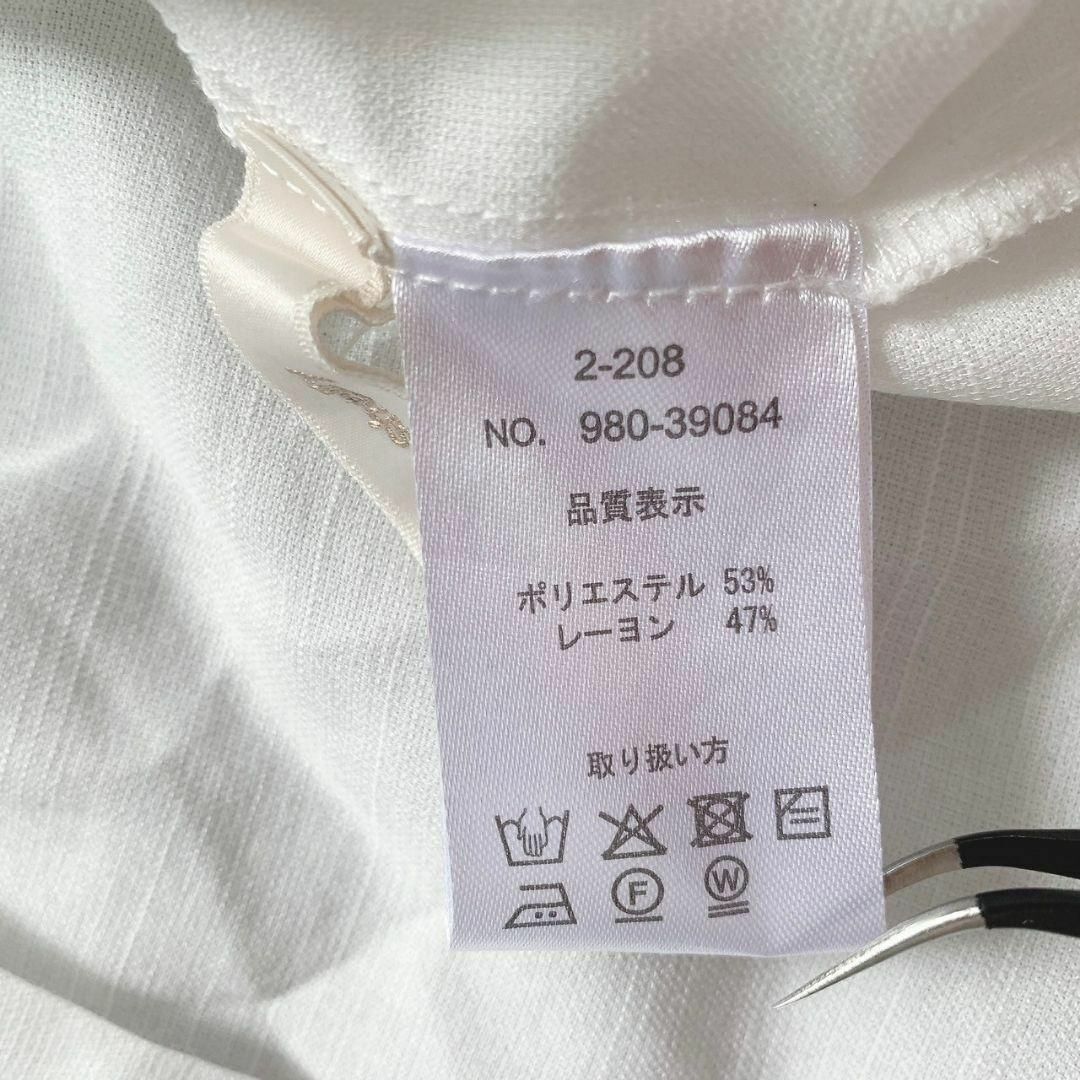 2-208
NO. 980-39084
品質表示
ポリエステル 53%
レーヨン 47%
取り扱い方
F W